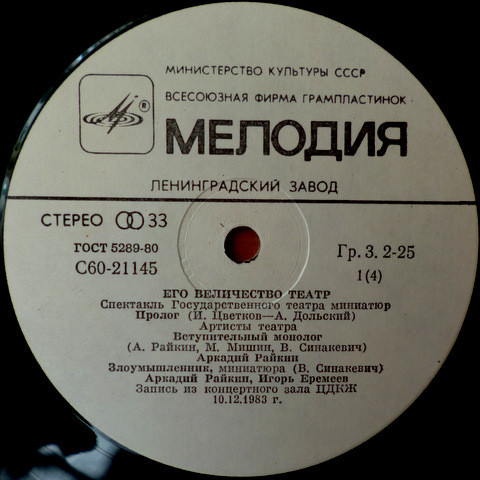 МИНИСТЕРСТВО КУЛЬТУРЫ СССР
ВСЕСОЮЗНАЯ ФИРМА ГРАМПЛАСТИНОК
®
МЕЛОДИЯ
ЛЕНИНГРАДСКИЙ ЗАВОД
СТЕРЕО 33
ГОСТ 5289-80
С60-21145
Гр. 3. 2-25
1(4)
ЕГО ВЕЛИЧЕСТВО ТЕАТР
Спектакль Государственного театра миниатюр
Пролог (И. Цветков—А. Дольский)
Артисты театра
Вступительный монолог
(А. Райкин, М. Мишин, В. Синакевич)
Аркадий Райкин
Злоумышленник, миниатюра (В. Синакевич)
Аркадий Райкин, Игорь Еремеев
Запись из концертного зала ЦДКЖ
10.12.1983 г.